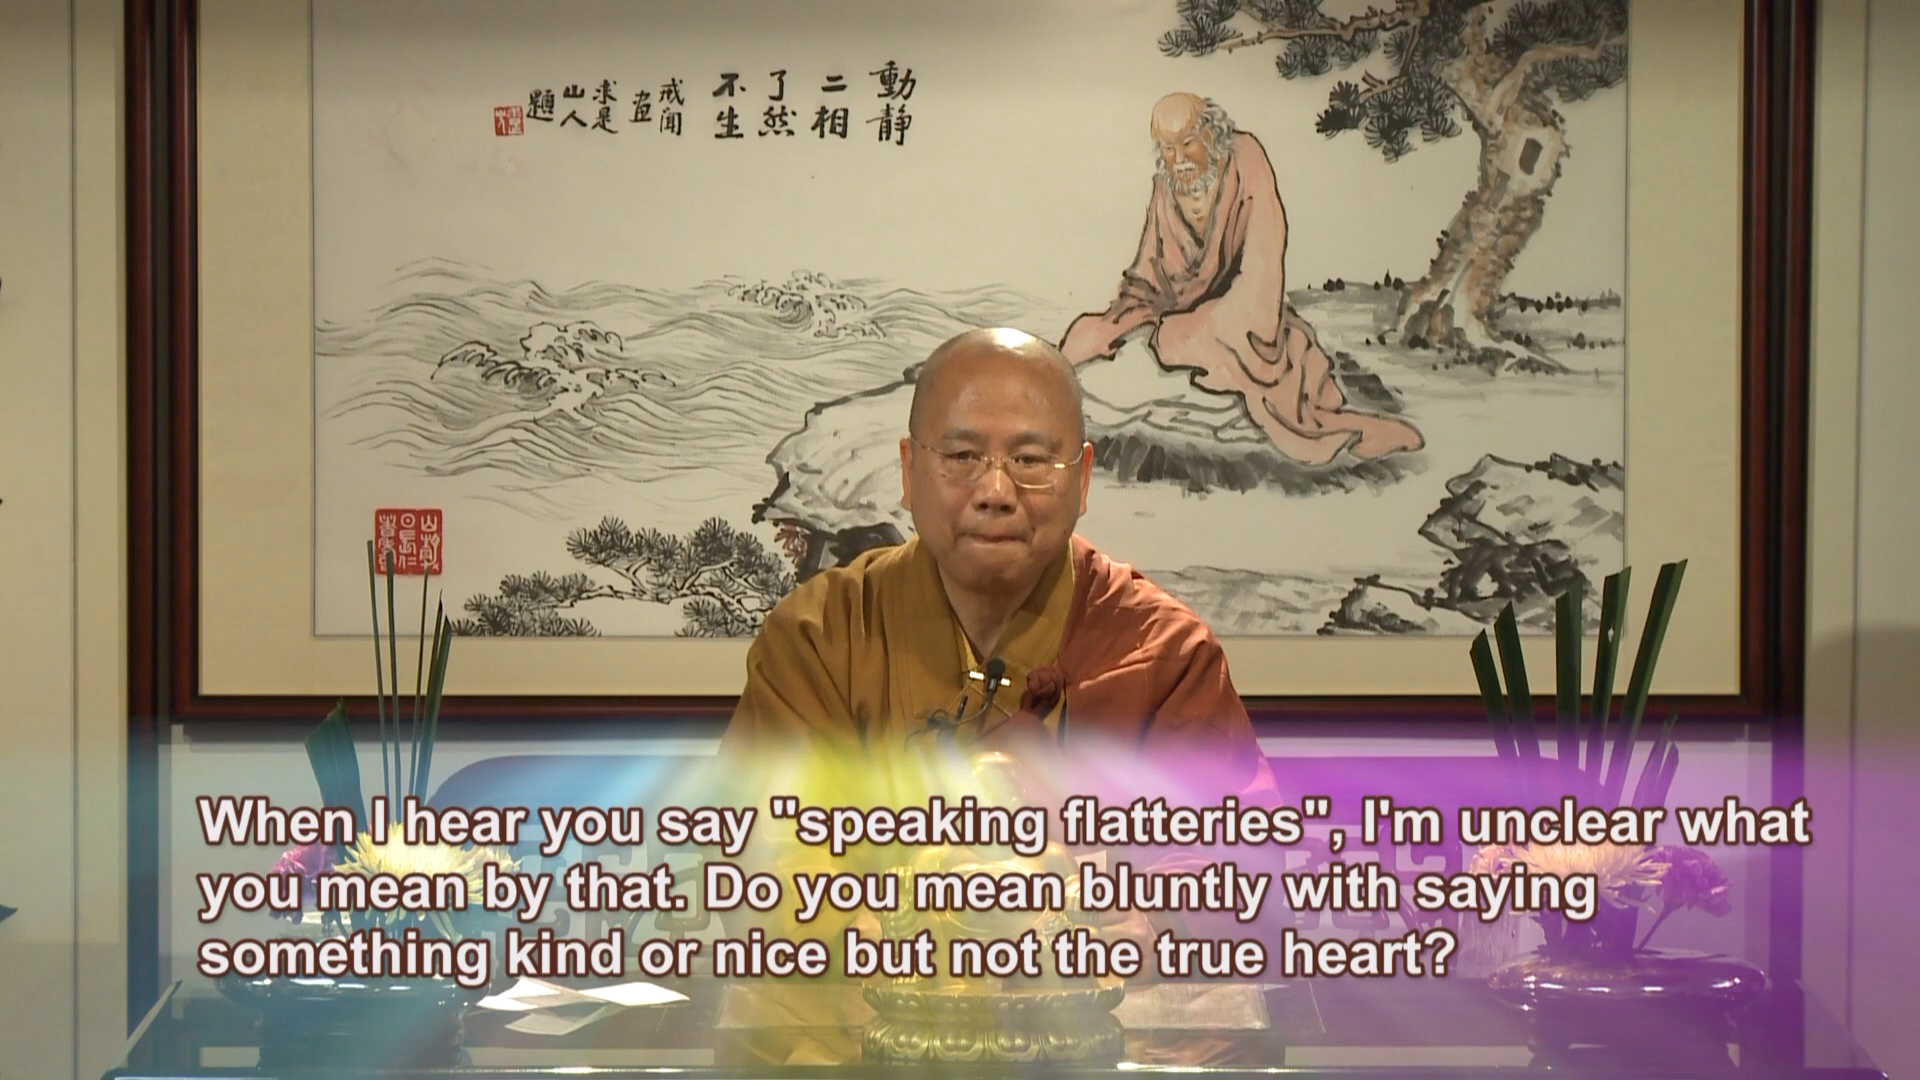 動靜
二相
了然
不生
戒聞
畫
求是
山人
題
When I hear you say "speaking flatteries", I'm unclear what
you mean by that. Do you mean bluntly with saying
something kind or nice but not the true heart?